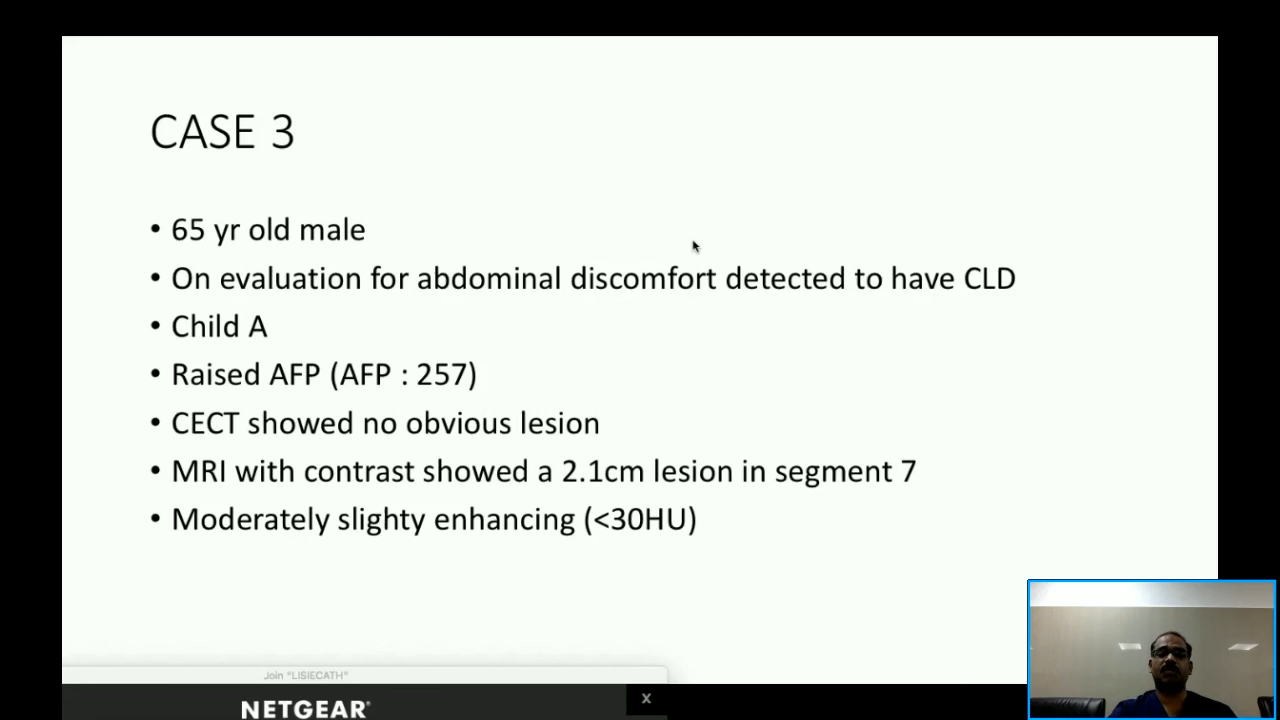 CASE 3
• 65 yr old male
• On evaluation for abdominal discomfort detected to have CLD
• Child A
• Raised AFP (AFP : 257)
• CECT showed no obvious lesion
• MRI with contrast showed a 2.1cm lesion in segment 7
• Moderately slighty enhancing (<30HU)
Join "LISIECATH"
NETGEAR®
x